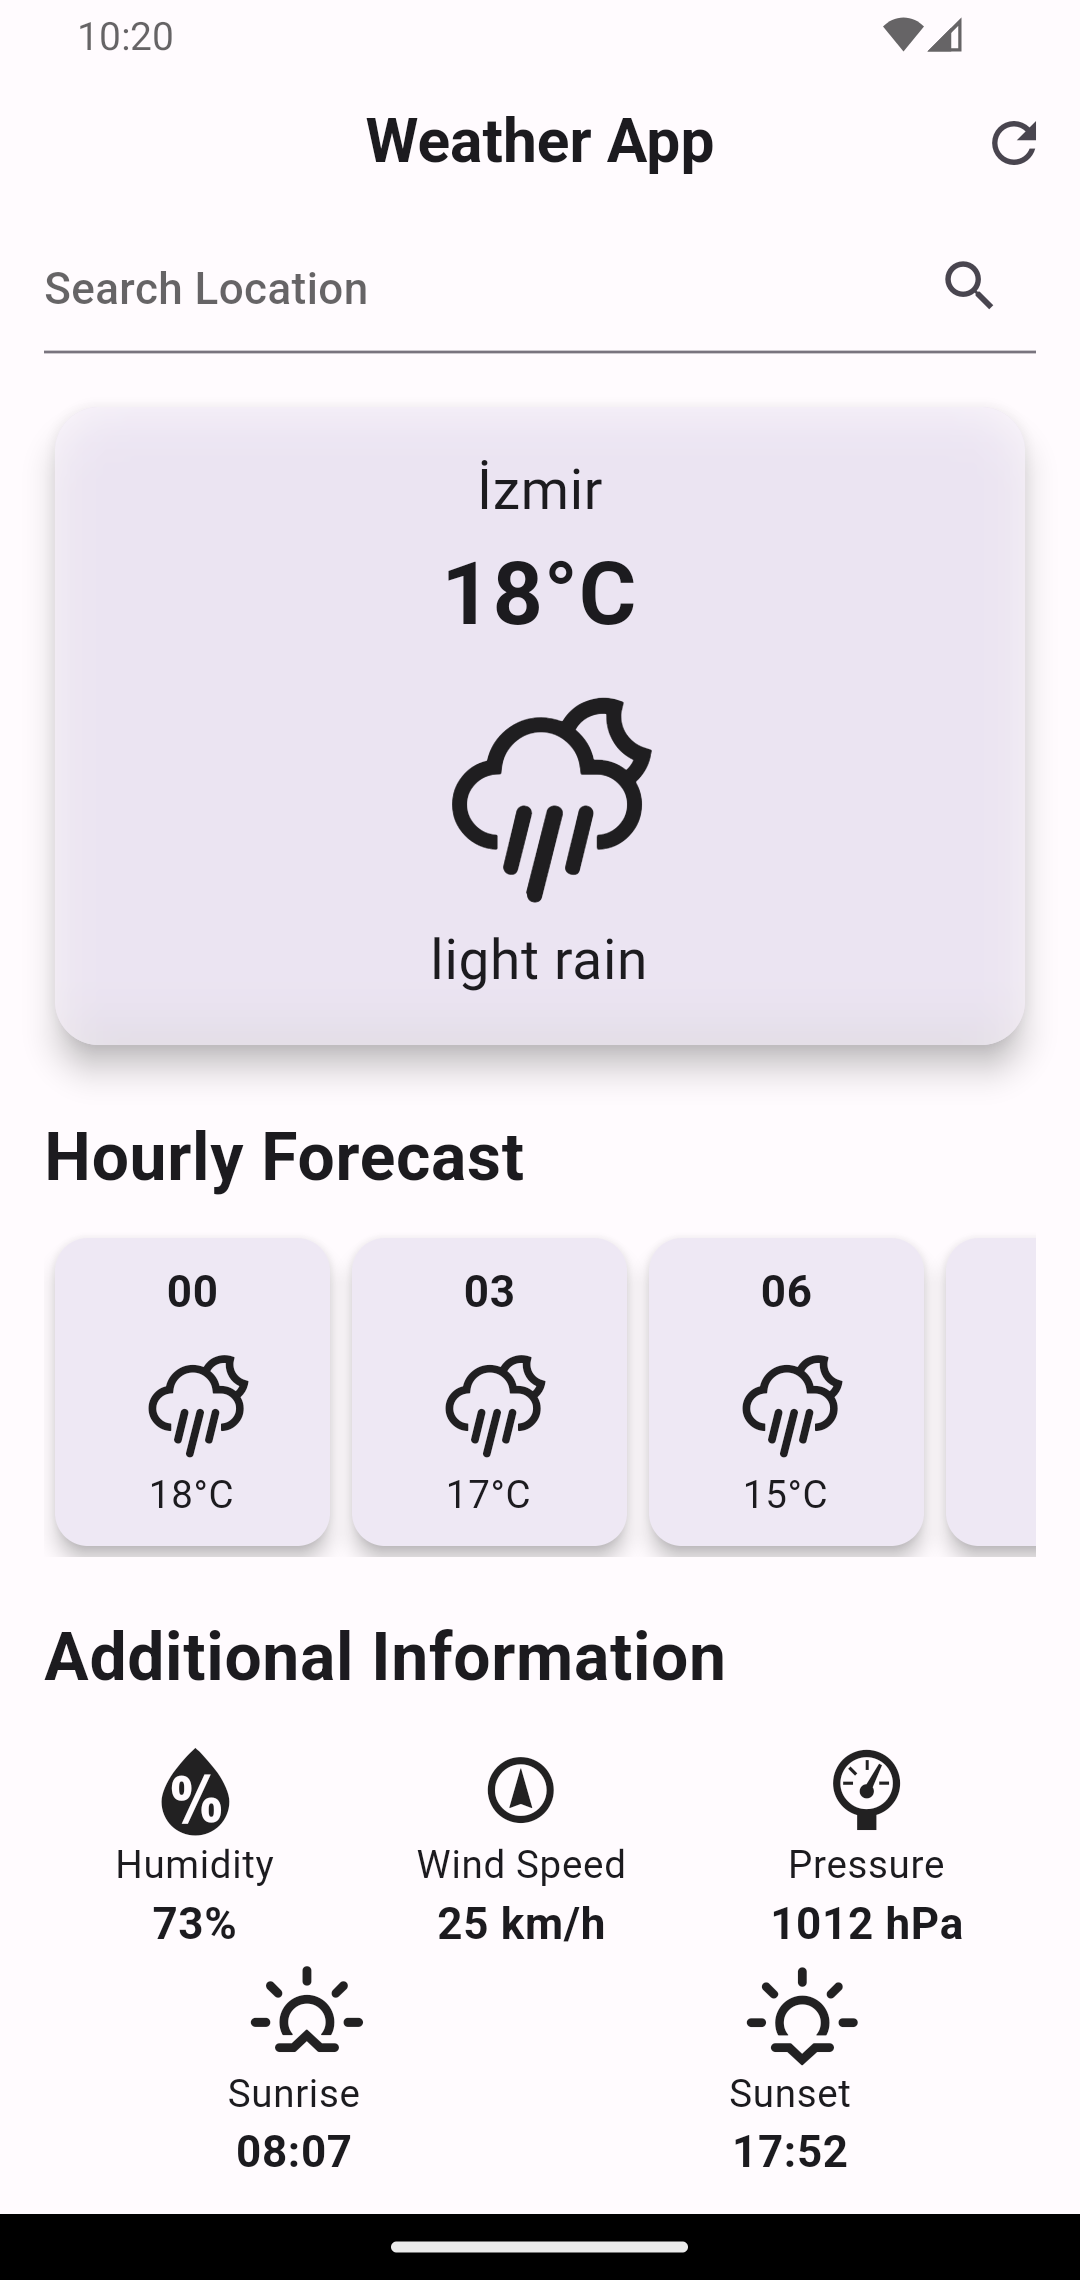 10:20
Weather App
Search Location
İzmir
18°C
light rain
Hourly Forecast
00 03 06
18°C 17°C 15°C
Additional Information
%
Humidity Wind Speed Pressure
73% 25 km/h 1012 hPa
Sunrise Sunset
08:07 17:52